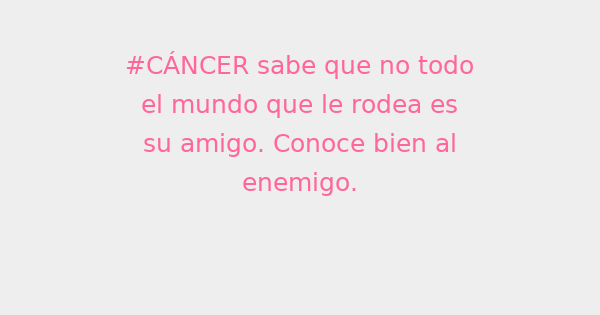 #CÁNCER sabe que no todo
el mundo que le rodea es
su amigo. Conoce bien al
enemigo.